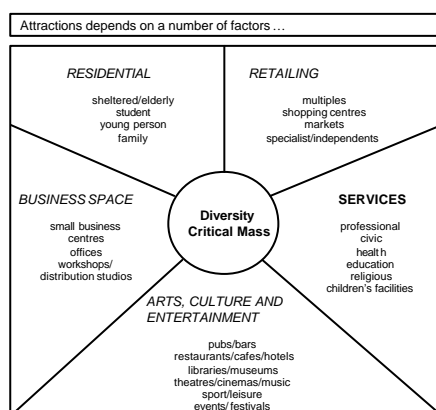 Attractions depends on a number of factors …
RESIDENTIAL
sheltered/elderly
student
young person
family
RETAILING
multiples
shopping centres
markets
specialist/independents
BUSINESS SPACE
small business
centres
offices
workshops/
distribution studios
Diversity
Critical Mass
SERVICES
professional
civic
health
education
religious
children's facilities
ARTS, CULTURE AND
ENTERTAINMENT
pubs/bars
restaurants/cafes/hotels
libraries/museums
theatres/cinemas/music
sport/leisure
events/festivals